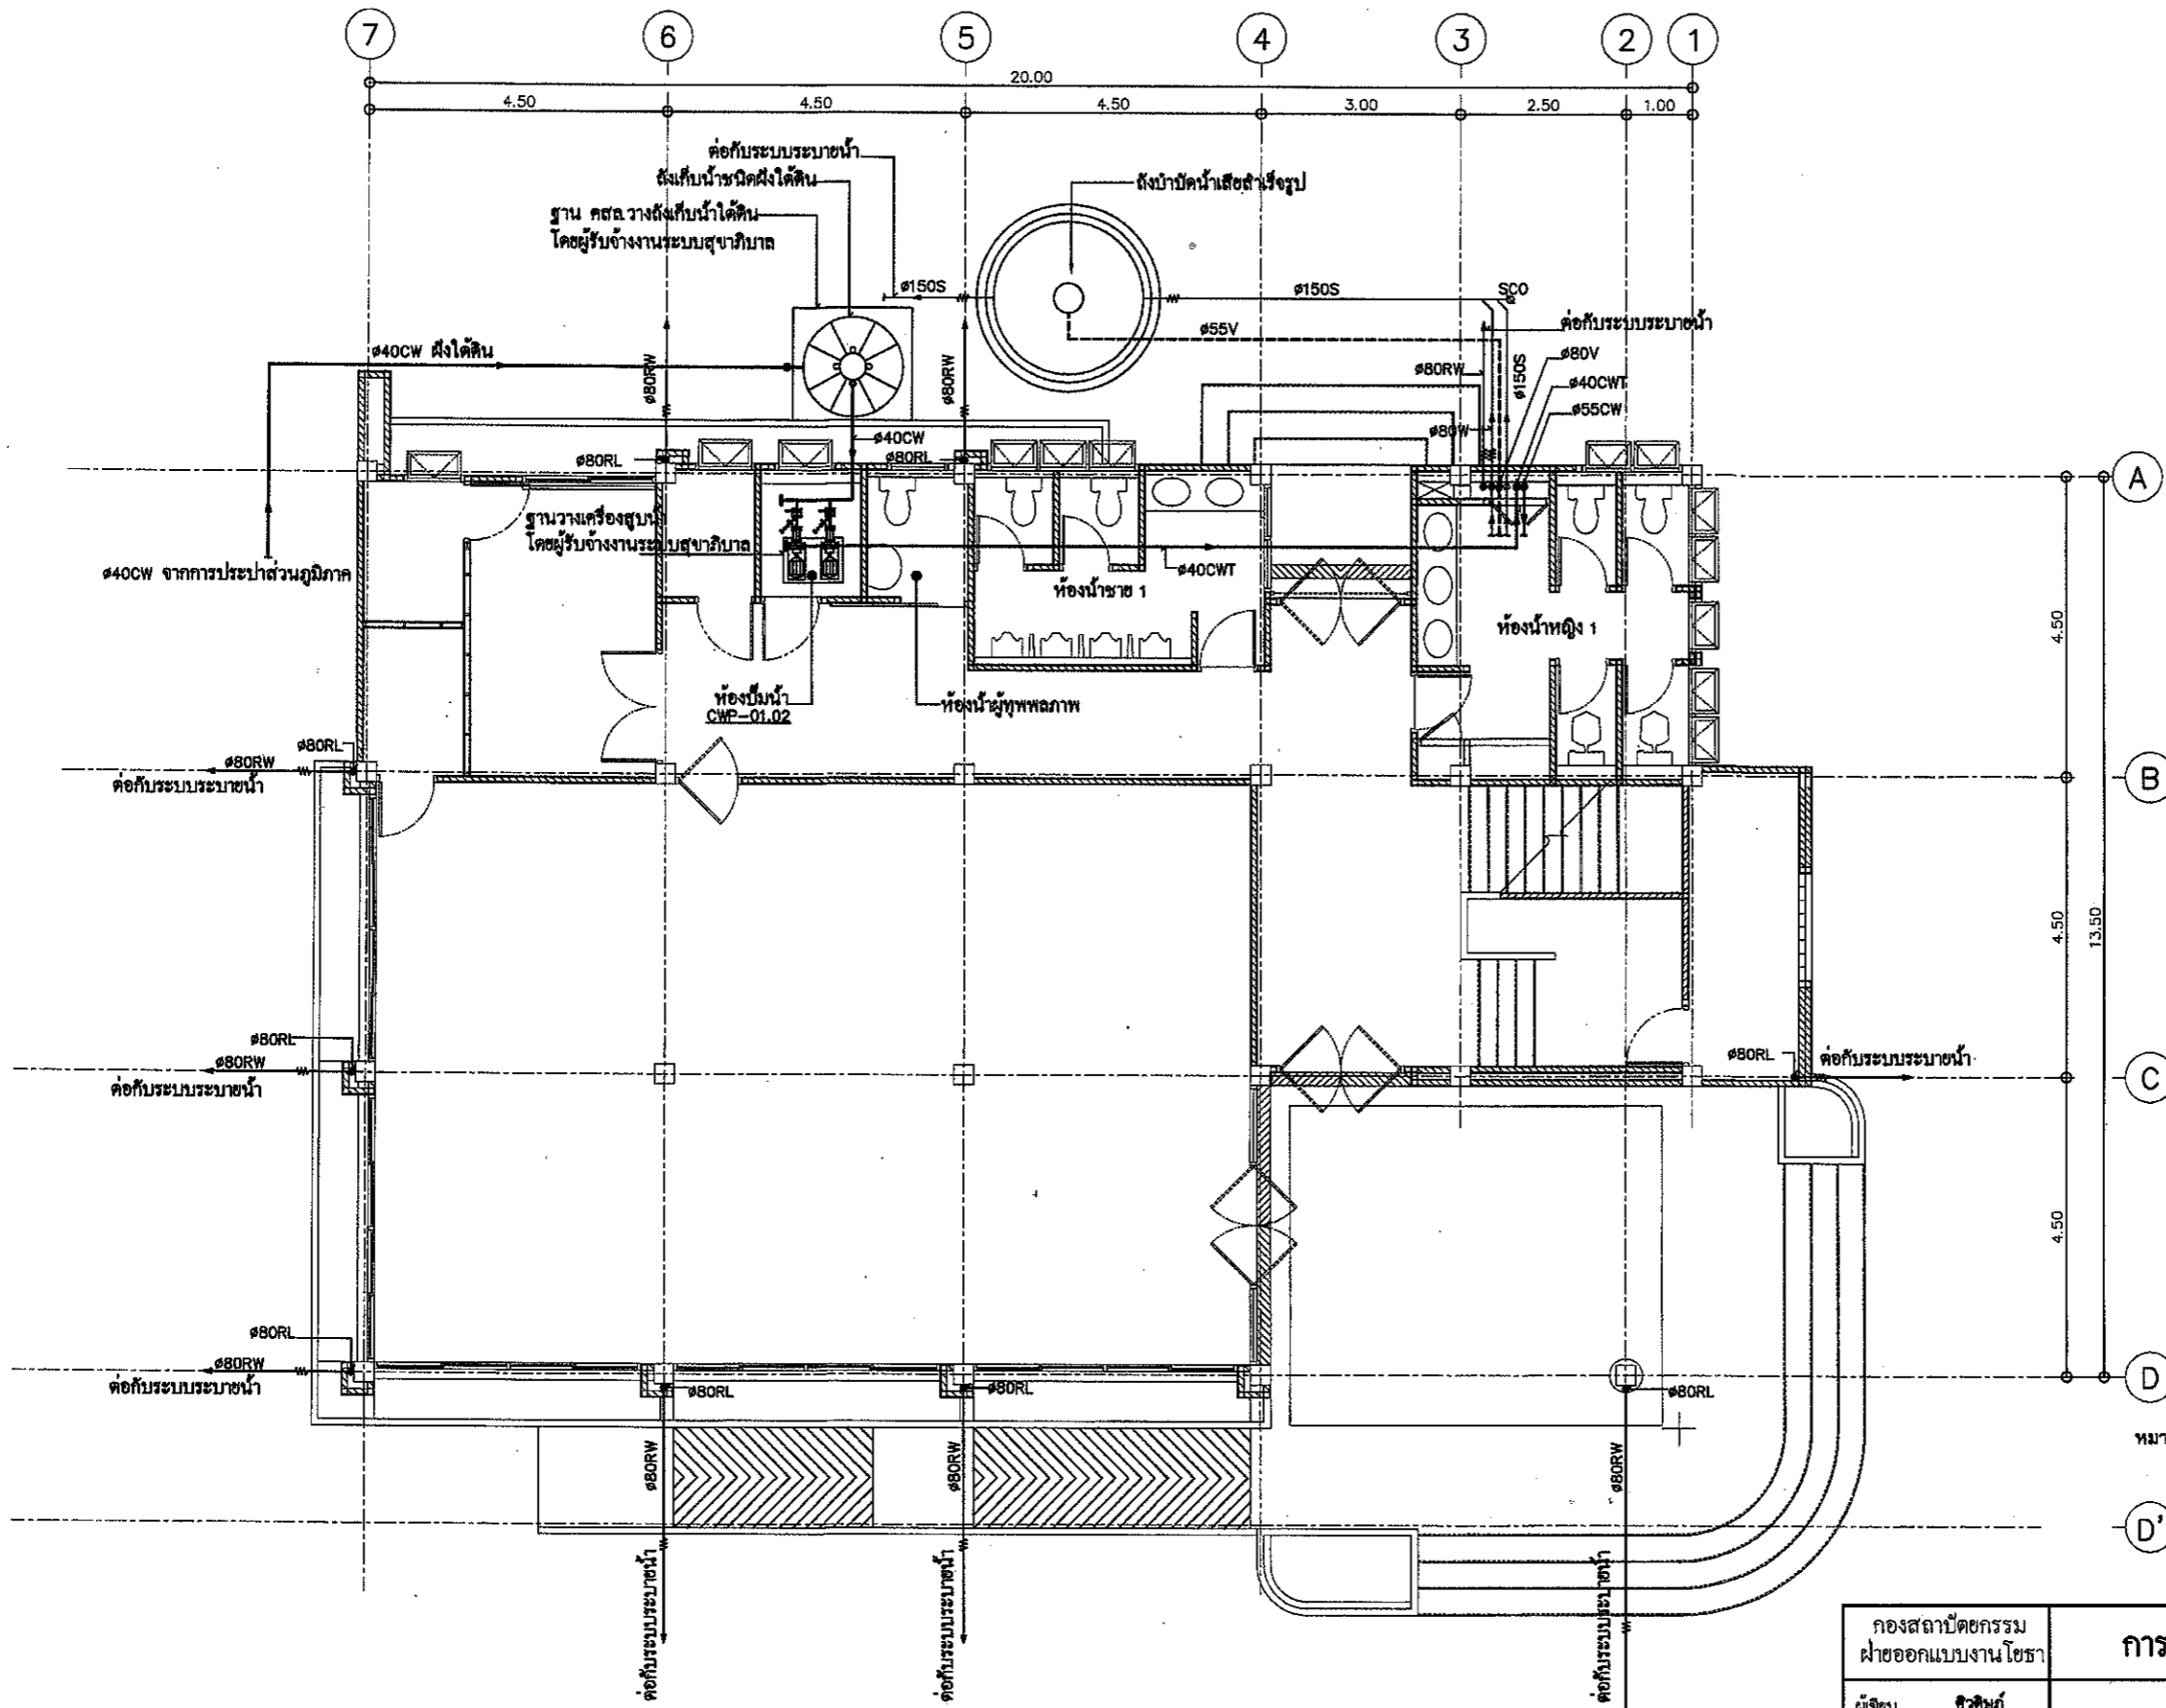 7
6
5
4
3
2
1
20.00
4.50
4.50
4.50
3.00
2.50
1.00
ต่อกับระบบระบายน้ำ
ถังเก็บน้ำชนิดฝังใต้ดิน
ถังบำบัดน้ำเสียสำเร็จรูป
ฐาน คสล.วางถังเก็บน้ำใต้ดิน
โดยผู้รับจ้างงานระบบสุขาภิบาล
ø150S
ø150S
SCO
ต่อกับระบบระบายน้ำ
ø55V
ø40CW ฝังใต้ดิน
ø80V
ø80RW
ø80RW
ø80RW
ø150S
ø40CWT
ø55CW
ø40CW
ø80W
ø80RL
ø80RL
A
ฐานวางเครื่องสูบน้ำ
โดยผู้รับจ้างงานระบบสุขาภิบาล
ø40CW จากการประปาส่วนภูมิภาค
ø40CWT
ห้องน้ำชาย 1
ห้องน้ำหญิง 1
4.50
ห้องปั๊มน้ำ
CWP-01.02
ห้องน้ำผู้ทุพพลภาพ
ø80RL
ø80RW
ต่อกับระบบระบายน้ำ
B
4.50
13.50
ø80RL
ø80RW
ต่อกับระบบระบายน้ำ
ø80RL
ต่อกับระบบระบายน้ำ
C
4.50
ø80RL
ø80RW
ต่อกับระบบระบายน้ำ
ø80RL
ø80RL
ø80RL
D
หมา
ø80RW
ø80RW
ø80RW
D'
ต่อกับระบบระบายน้ำ
ต่อกับระบบระบายน้ำ
ต่อกับระบบระบายน้ำ
กองสถาปัตยกรรม
ฝ่ายออกแบบงานโยธา
การ
ผู้เขียน